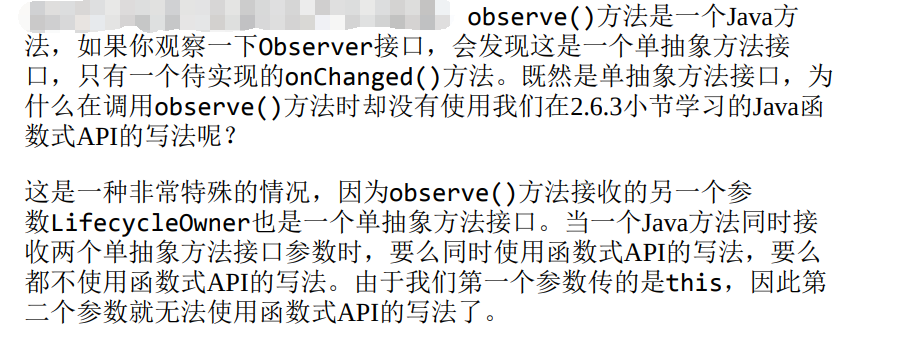 observe()方法是一个Java方
法，如果你观察一下Observer接口，会发现这是一个单抽象方法接
口，只有一个待实现的onChanged()方法。既然是单抽象方法接口，为
什么在调用observe()方法时却没有使用我们在2.6.3小节学习的Java函
数式API的写法呢？
这是一种非常特殊的情况，因为observe()方法接收的另一个参
数LifecycleOwner也是一个单抽象方法接口。当一个Java方法同时接
收两个单抽象方法接口参数时，要么同时使用函数式API的写法，要么
都不使用函数式API的写法。由于我们第一个参数传的是this，因此第
二个参数就无法使用函数式API的写法了。